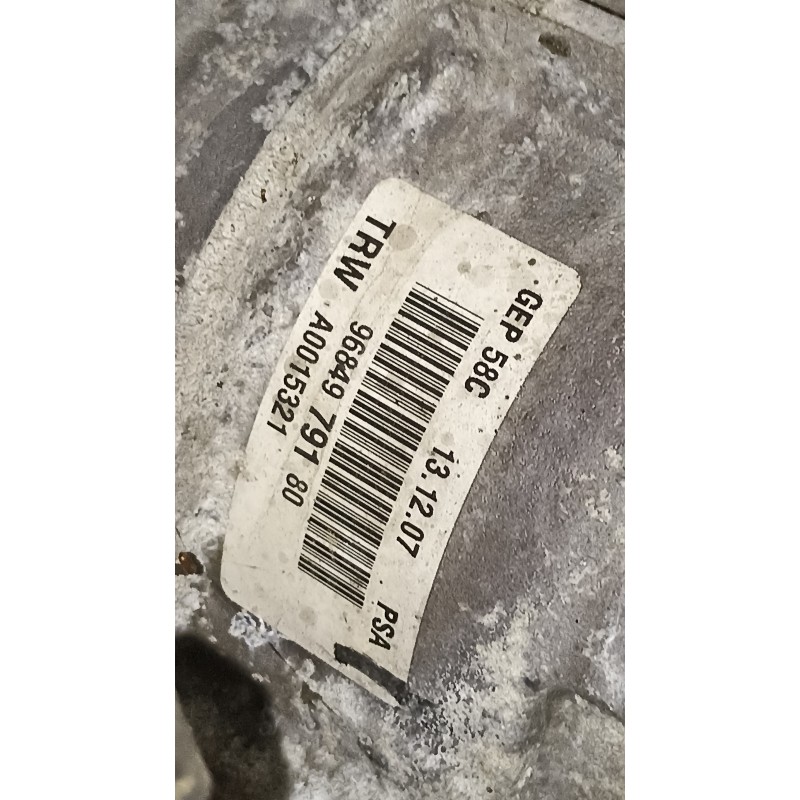 GEP 58C 13.12.07 PSA
96849 791 80
TRW A0015321